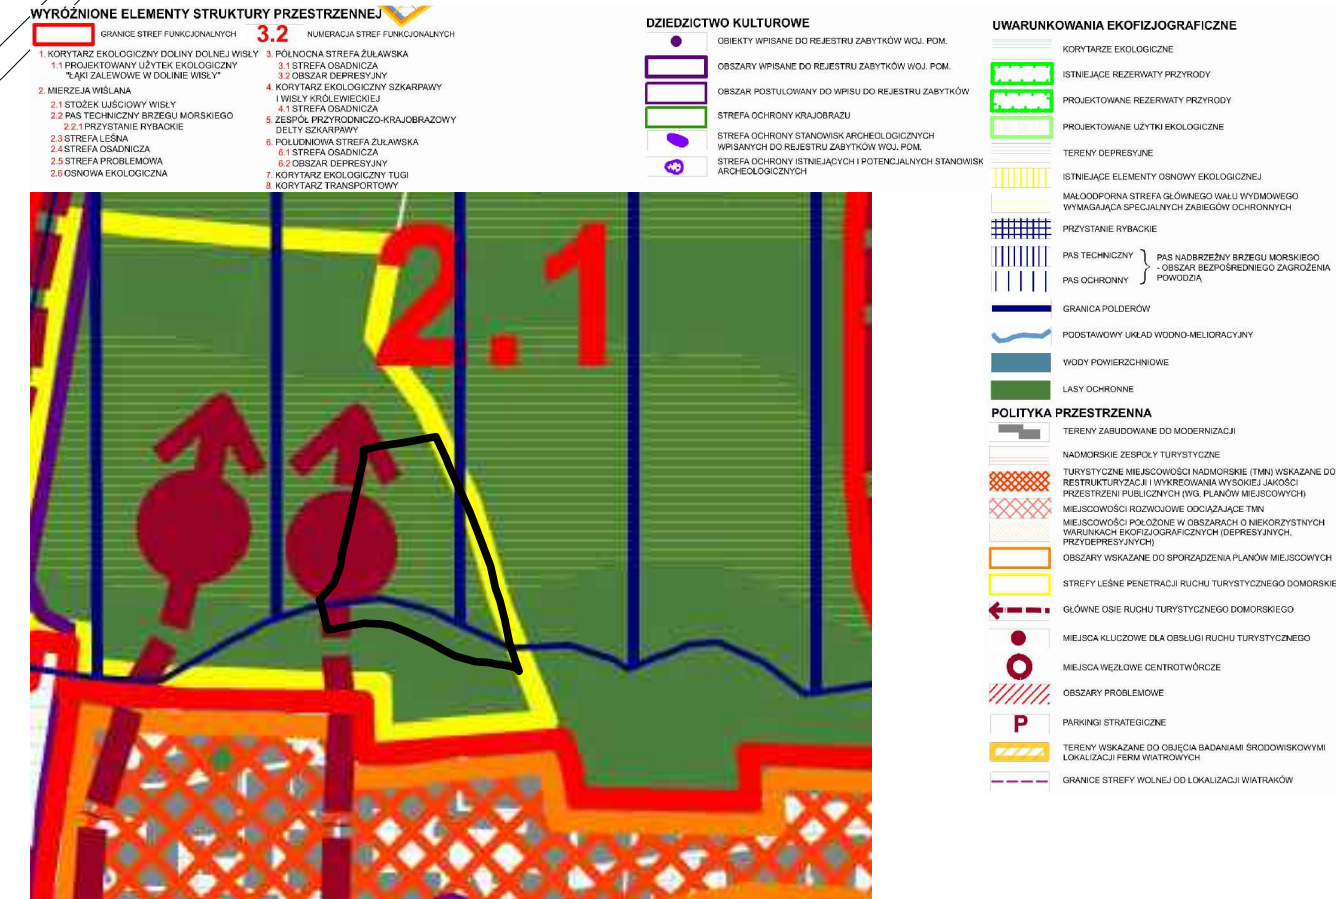 WYRÓŻNIONE ELEMENTY STRUKTURY PRZESTRZENNEJ
GRANICE STREF FUNKCJONALNYCH
3.2 NUMERACJA STREF FUNKCJONALNYCH
1. KORYTARZ EKOLOGICZNY DOLINY DOLNEJ WISŁY
1.1 PROJEKTOWANY UŻYTEK EKOLOGICZNY
"ŁĄKI ZALEWOWE W DOLINIE WISŁY"
2. MIERZEJA WIŚLANA
2.1 STOŻEK UJŚCIOWY WISŁY
2.2 PAS TECHNICZNY BRZEGU MORSKIEGO
2.2.1 PRZYSTANIE RYBACKIE
2.3 STREFA LEŚNA
2.4 STREFA OSADNICZA
2.5 STREFA PROBLEMOWA
2.6 OSNOWA EKOLOGICZNA
3. PÓŁNOCNA STREFA ŻUŁAWSKA
3.1 STREFA OSADNICZA
3.2 OBSZAR DEPRESYJNY
4. KORYTARZ EKOLOGICZNY SZKARPAWY
I WISŁY KRÓLEWIECKIEJ
4.1 STREFA OSADNICZA
5. ZESPÓŁ PRZYRODNICZO-KRAJOBRAZOWY
DELTY SZKARPAWY
6. POŁUDNIOWA STREFA ŻUŁAWSKA
6.1 STREFA OSADNICZA
6.2 OBSZAR DEPRESYJNY
7. KORYTARZ EKOLOGICZNY TUGI
8. KORYTARZ TRANSPORTOWY
DZIEDZICTWO KULTUROWE
OBIEKTY WPISANE DO REJESTRU ZABYTKÓW WOJ. POM.
OBSZARY WPISANE DO REJESTRU ZABYTKÓW WOJ. POM.
OBSZAR POSTULOWANY DO WPISU DO REJESTRU ZABYTKÓW
STREFA OCHRONY KRAJOBRAZU
STREFA OCHRONY STANOWISK ARCHEOLOGICZNYCH
WPISANYCH DO REJESTRU ZABYTKÓW WOJ. POM.
STREFA OCHRONY ISTNIEJĄCYCH I POTENCJALNYCH STANOWISK
ARCHEOLOGICZNYCH
UWARUNKOWANIA EKOFIZJOGRAFICZNE
KORYTARZE EKOLOGICZNE
ISTNIEJĄCE REZERWATY PRZYRODY
PROJEKTOWANE REZERWATY PRZYRODY
PROJEKTOWANE UŻYTKI EKOLOGICZNE
TERENY DEPRESYJNE
ISTNIEJĄCE ELEMENTY OSNOWY EKOLOGICZNEJ
MAŁOODPORNA STREFA GŁÓWNEGO WAŁU WYDMOWEGO
WYMAGAJĄCA SPECJALNYCH ZABIEGÓW OCHRONNYCH
PRZYSTANIE RYBACKIE
PAS TECHNICZNY
PAS OCHRONNY
PAS NADBRZEŻNY BRZEGU MORSKIEGO
- OBSZAR BEZPOŚREDNIEGO ZAGROŻENIA
POWODZIĄ
GRANICA POLDERÓW
PODSTAWOWY UKŁAD WODNO-MELIORACYJNY
WODY POWIERZCHNIOWE
LASY OCHRONNE
POLITYKA PRZESTRZENNA
TERENY ZABUDOWANE DO MODERNIZACJI
NADMORSKIE ZESPOŁY TURYSTYCZNE
TURYSTYCZNE MIEJSCOWOŚCI NADMORSKIE (TMN) WSKAZANE DO
RESTRUKTURYZACJI I WYKREOWANIA WYSOKIEJ JAKOŚCI
PRZESTRZENI PUBLICZNYCH (WG. PLANÓW MIEJSCOWYCH)
MIEJSCOWOŚCI ROZWOJOWE ODCIĄŻAJĄCE TMN
MIEJSCOWOŚCI POŁOŻONE W OBSZARACH O NIEKORZYSTNYCH
WARUNKACH EKOFIZJOGRAFICZNYCH (DEPRESYJNYCH,
PRZYDEPRESYJNYCH)
OBSZARY WSKAZANE DO SPORZĄDZENIA PLANÓW MIEJSCOWYCH
STREFY LEŚNE PENETRACJI RUCHU TURYSTYCZNEGO DOMORSKIE
GŁÓWNE OSIE RUCHU TURYSTYCZNEGO DOMORSKIEGO
MIEJSCA KLUCZOWE DLA OBSŁUGI RUCHU TURYSTYCZNEGO
MIEJSCA WĘZŁOWE CENTROTWÓRCZE
OBSZARY PROBLEMOWE
P PARKINGI STRATEGICZNE
TERENY WSKAZANE DO OBJĘCIA BADANIAMI ŚRODOWISKOWYMI
LOKALIZACJI FERM WIATROWYCH
GRANICE STREFY WOLNEJ OD LOKALIZACJI WIATRAKÓW
2.1